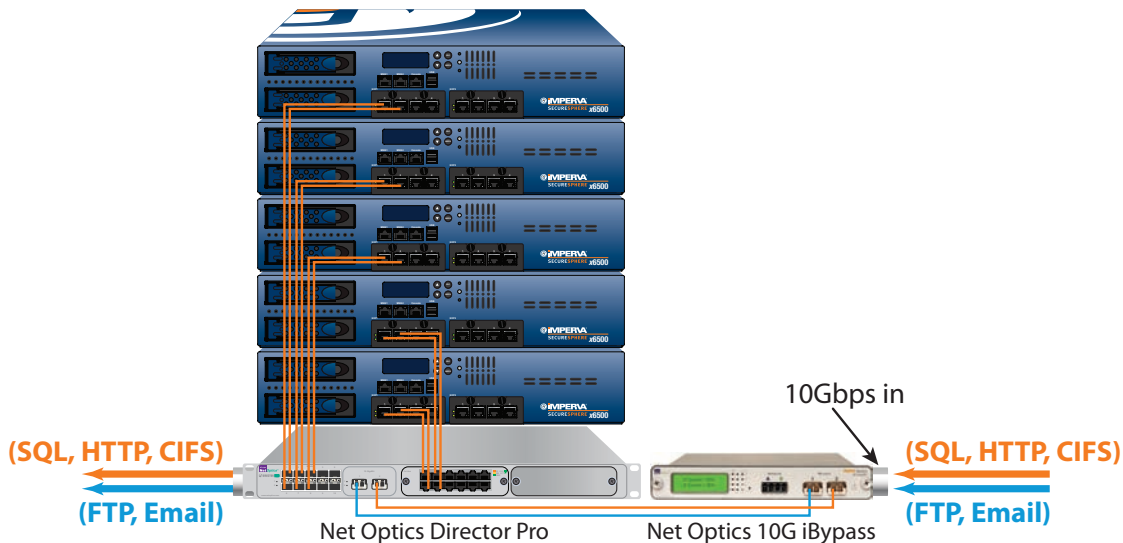 iMPERVA
SECURESPHERE x6500
iMPERVA
SECURESPHERE x6500
iMPERVA
SECURESPHERE x6500
iMPERVA
SECURESPHERE x6500
iMPERVA
SECURESPHERE x6500
10Gbps in
(SQL, HTTP, CIFS)
(SQL, HTTP, CIFS)
(FTP, Email)
(FTP, Email)
Net Optics Director Pro
Net Optics 10G iBypass